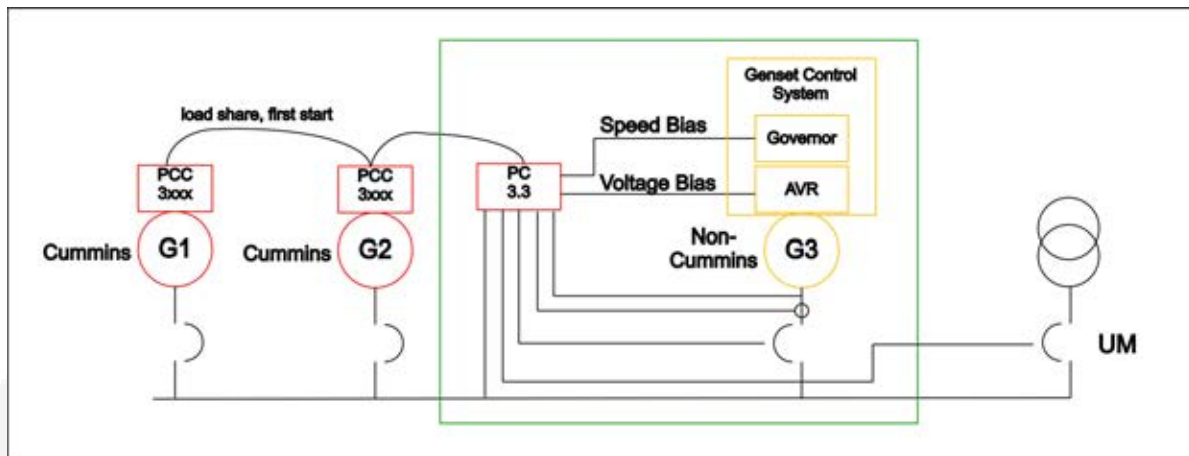 Genset Control
System
load share, first start
Speed Bias
Governor
PCC
3xxx
PCC
3xxx
PC
3.3
Voltage Bias
AVR
Cummins
G1
Cummins
G2
Non-
Cummins
G3
UM